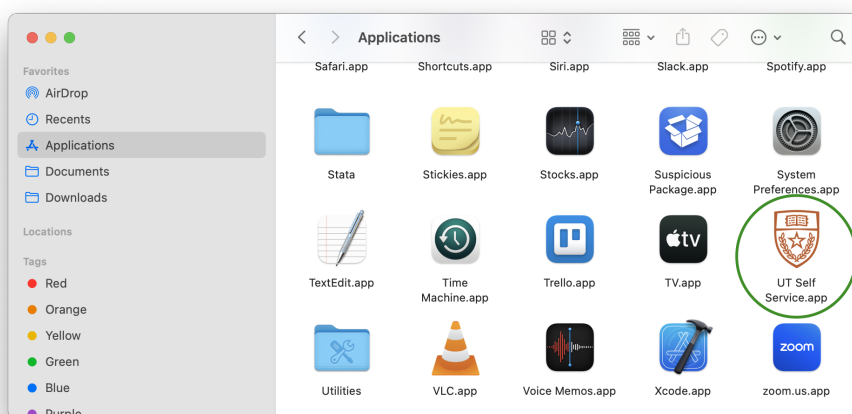 Applications
Favorites
AirDrop
Recents
Applications
Documents
Downloads
Locations
Tags
Red
Orange
Yellow
Green
Blue
Purple
Safari.app
Shortcuts.app
Siri.app
Slack.app
Spotify.app
Stata
Stickies.app
Stocks.app
Suspicious
Package.app
System
Preferences.app
TextEdit.app
Time
Machine.app
Trello.app
tv
TV.app
UT Self
Service.app
Utilities
VLC.app
Voice Memos.app
Xcode.app
zoom
zoom.us.app